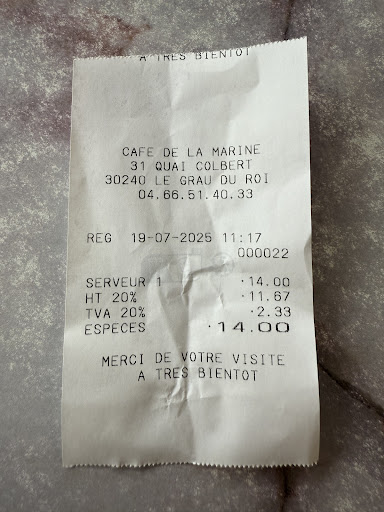 A TRES BIENTOT
CAFE DE LA MARINE
31 QUAI COLBERT
30240 LE GRAU DU ROI
04.66.51.40.33
REG 19-07-2025 11:17
000022
SERVEUR 1 ·14.00
HT 20% ·11.67
TVA 20% ·2.33
ESPECES ·14.00
MERCI DE VOTRE VISITE
A TRES BIENTOT